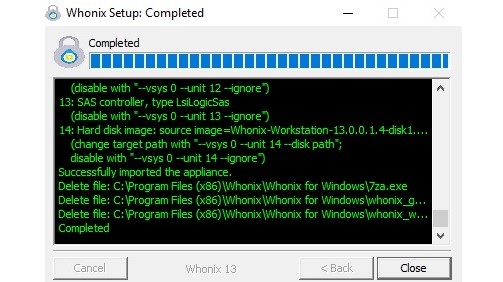 Whonix Setup: Completed
Completed
(disable with "--vsys 0 --unit 12 --ignore")
13: SAS controller, type LsiLogicSas
(disable with "--vsys 0 --unit 13 --ignore")
14: Hard disk image: source image=Whonix-Workstation-13.0.0.1.4-disk1....
(change target path with "--vsys 0 --unit 14 --disk path";
disable with "--vsys 0 --unit 14 --ignore")
Successfully imported the appliance.
Delete file: C:\Program Files (x86)\Whonix\Whonix for Windows\7za.exe
Delete file: C:\Program Files (x86)\Whonix\Whonix for Windows\whonix_g...
Delete file: C:\Program Files (x86)\Whonix\Whonix for Windows\whonix_w...
Completed
Cancel
Whonix 13
< Back
Close